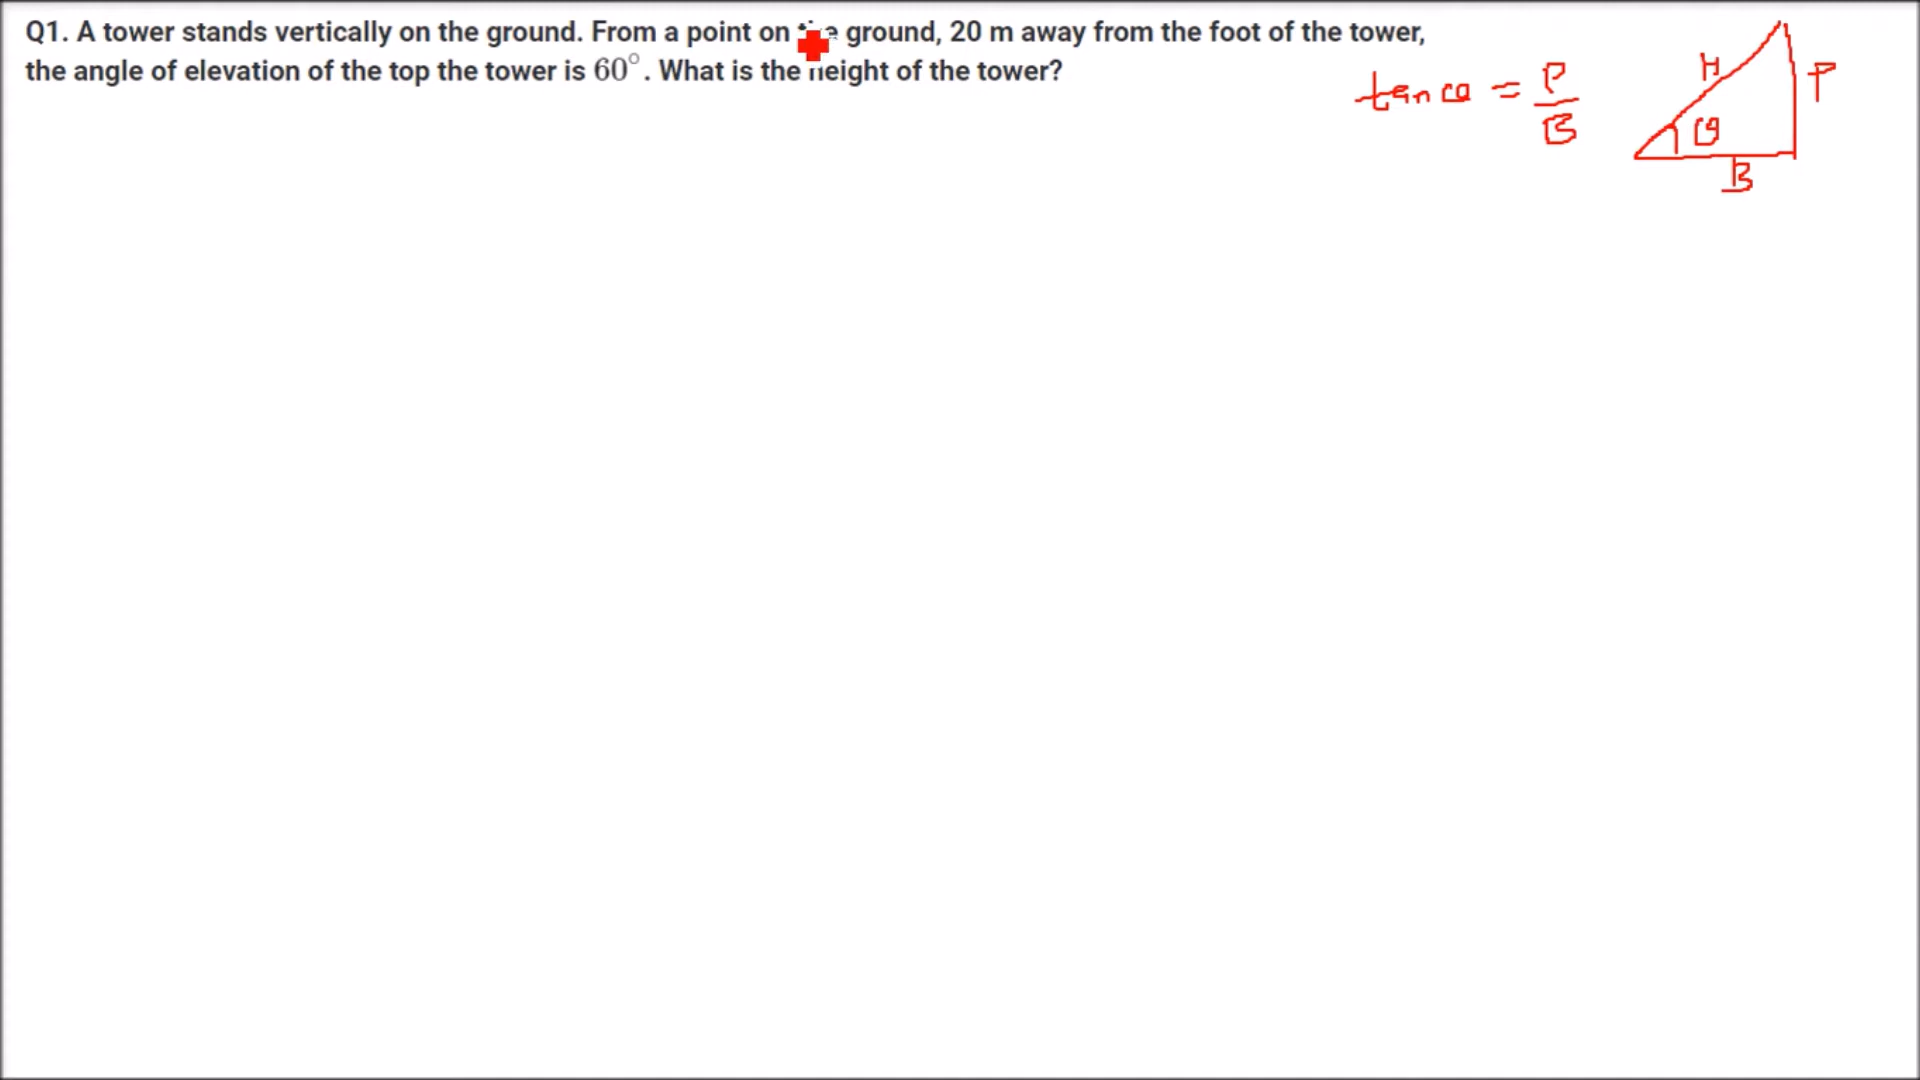 Q1. A tower stands vertically on the ground. From a point on the ground, 20 m away from the foot of the tower,
the angle of elevation of the top the tower is 60°. What is the height of the tower?
tan θ = P
B
H
P
θ
B